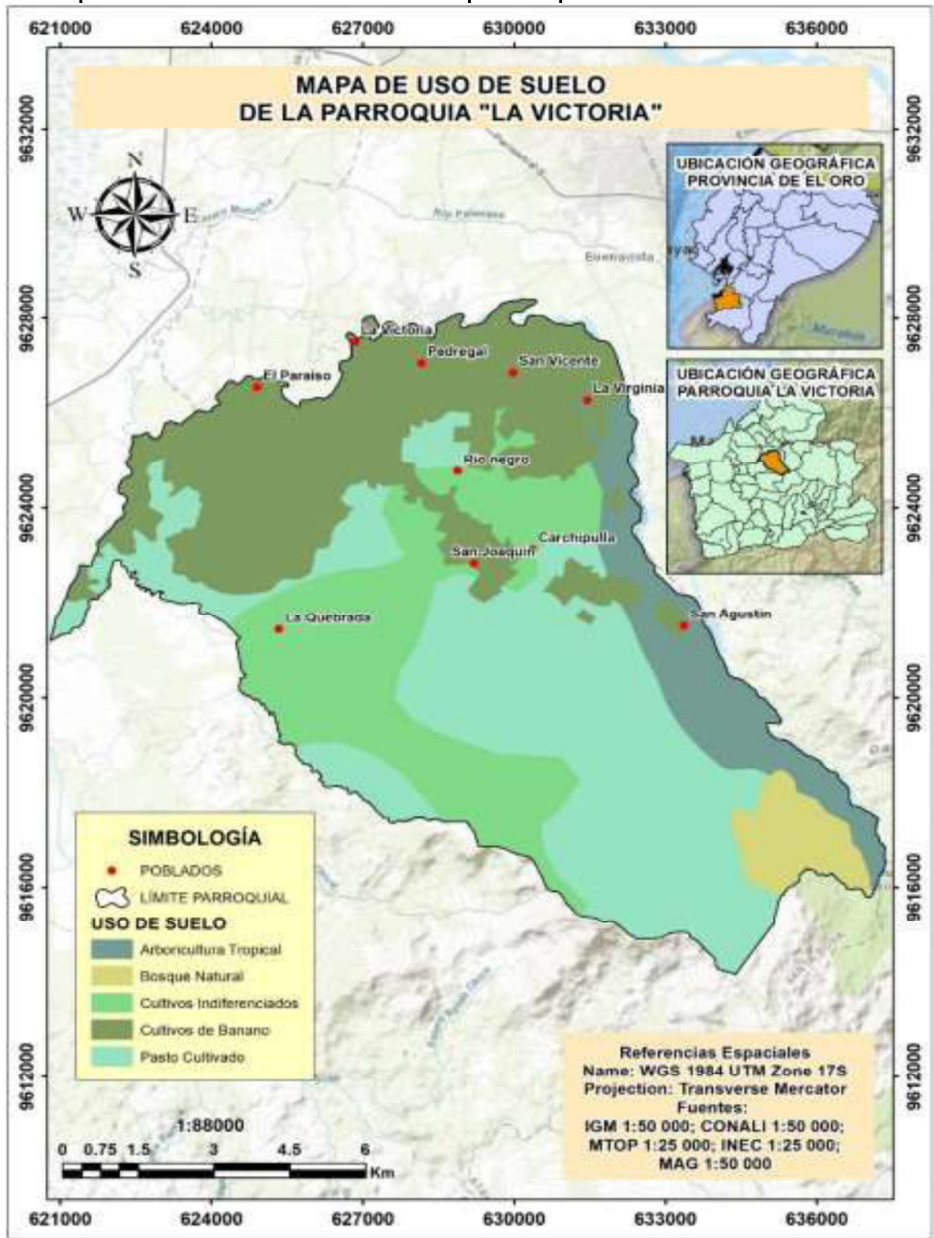 621000 624000 627000 630000 633000 636000
MAPA DE USO DE SUELO
DE LA PARROQUIA "LA VICTORIA"
9632000
9632000
N
W E
S
UBICACIÓN GEOGRÁFICA
PROVINCIA DE EL ORO
Buenavista
9628000
9628000
La Victoria
Pedregal
San Vicente
El Paraiso
La Virginia
UBICACIÓN GEOGRÁFICA
PARROQUIA LA VICTORIA
Rio negro
9624000
9624000
Carchipulla
San Joaquin
La Quebrada
San Agustin
9620000
9620000
SIMBOLOGÍA
POBLADOS
LÍMITE PARROQUIAL
USO DE SUELO
Arboricultura Tropical
Bosque Natural
Cultivos Indiferenciados
Cultivos de Banano
Pasto Cultivado
9616000
9616000
9612000
9612000
Referencias Espaciales
Name: WGS 1984 UTM Zone 17S
Projection: Transverse Mercator
Fuentes:
IGM 1:50 000; CONALI 1:50 000;
MTOP 1:25 000; INEC 1:25 000;
MAG 1:50 000
1:88000
0 0.75 1.5 3 4.5 6
Km
621000 624000 627000 630000 633000 636000